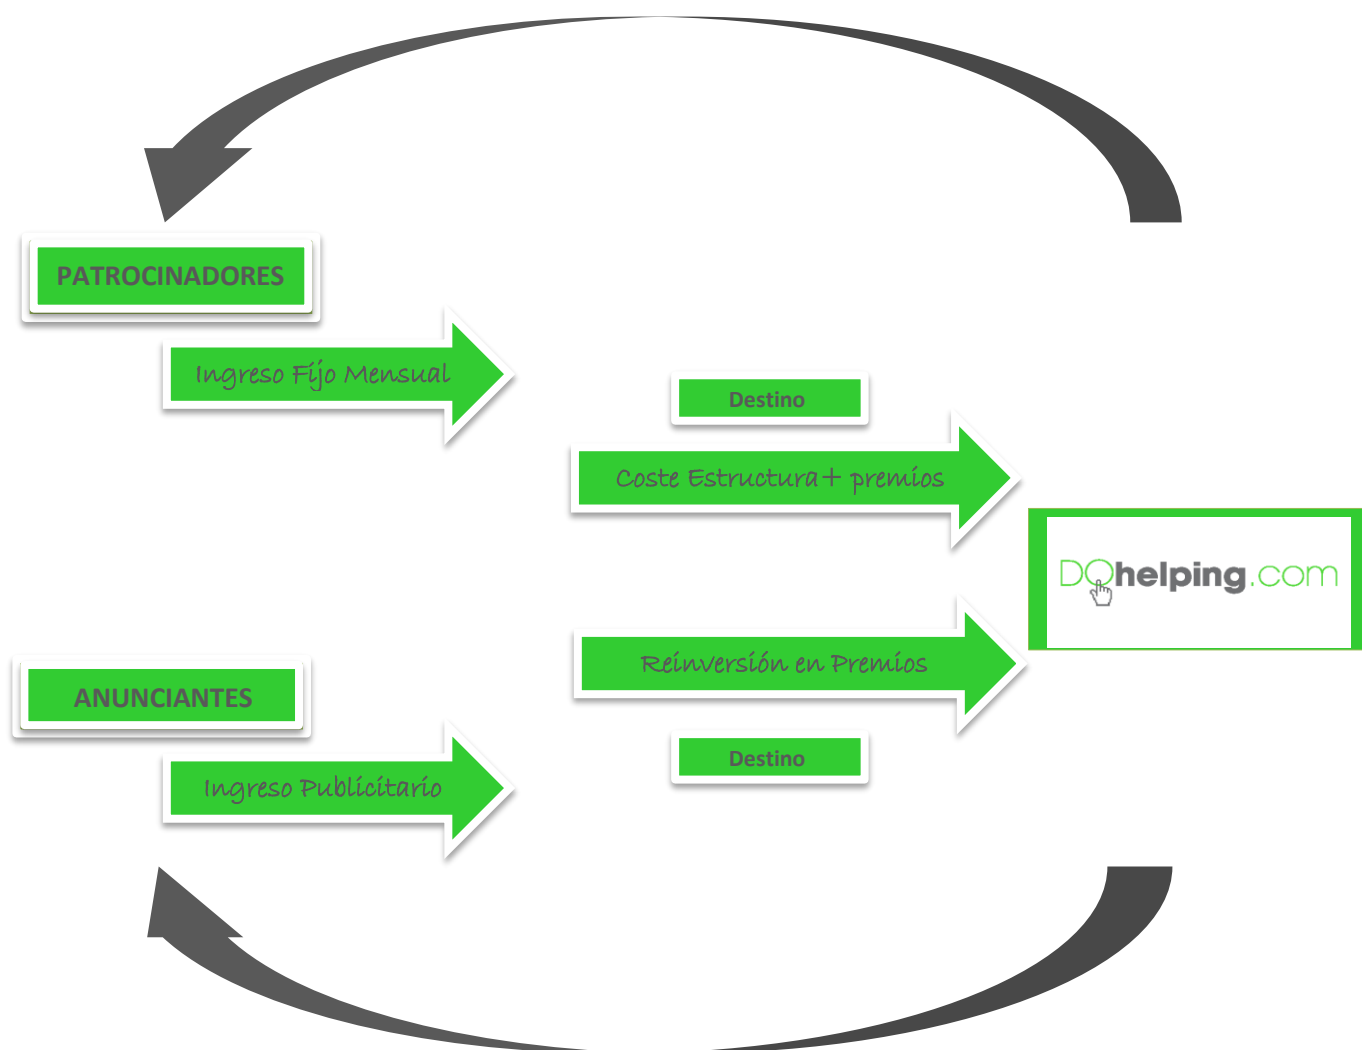 PATROCINADORES
Ingreso Fijo Mensual
Destino
Coste Estructura+ premios
DOhelping.com
Reinversión en Premios
ANUNCIANTES
Destino
Ingreso Publicitario